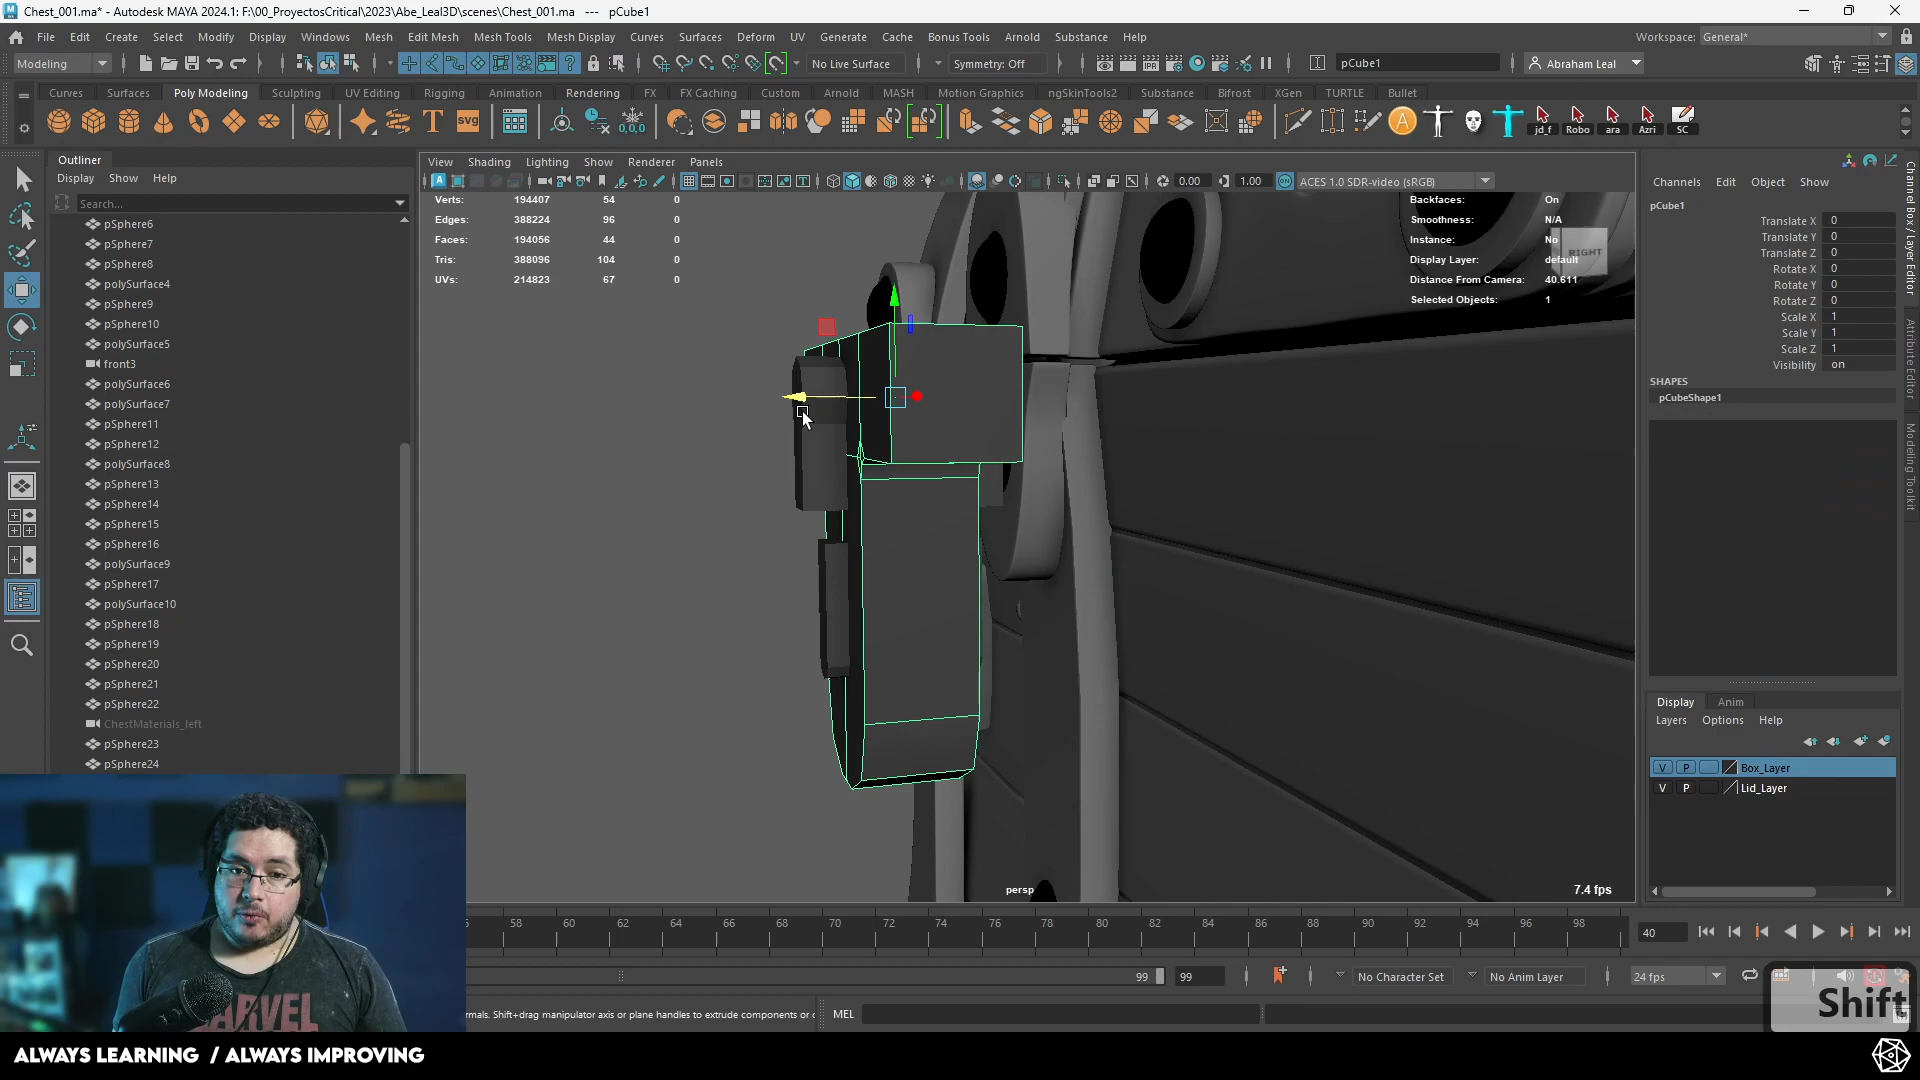 Chest_001.ma* - Autodesk MAYA 2024.1: F:\00_ProyectosCritical\2023\Abe_Leal3D\scenes\Chest_001.ma --- pCube1
File Edit Create Select Modify Display Windows Mesh Edit Mesh Mesh Tools Mesh Display Curves Surfaces Deform UV Generate Cache Bonus Tools Arnold Substance Help Workspace: General*
Modeling No Live Surface Symmetry: Off pCube1 Abraham Leal
Curves Surfaces Poly Modeling Sculpting UV Editing Rigging Animation Rendering FX FX Caching Custom Arnold MASH Motion Graphics ngSkinTools2 Substance Bifrost XGen TURTLE Bullet
jd_f Robo ara Azri SC
Outliner
Display Show Help
Search...
pSphere6
pSphere7
pSphere8
polySurface4
pSphere9
pSphere10
polySurface5
front3
polySurface6
polySurface7
pSphere11
pSphere12
polySurface8
pSphere13
pSphere14
pSphere15
pSphere16
polySurface9
pSphere17
polySurface10
pSphere18
pSphere19
pSphere20
pSphere21
pSphere22
ChestMaterials_left
pSphere23
pSphere24
View Shading Lighting Show Renderer Panels
0.00 1.00 ACES 1.0 SDR-video (sRGB)
Verts: 194407 54 0
Edges: 388224 96 0
Faces: 194056 44 0
Tris: 388096 104 0
UVs: 214823 67 0
Backfaces: On
Smoothness: N/A
Instance: No
Display Layer: default
Distance From Camera: 40.611
Selected Objects: 1
RIGHT
persp
7.4 fps
Channels Edit Object Show
pCube1
Translate X 0
Translate Y 0
Translate Z 0
Rotate X 0
Rotate Y 0
Rotate Z 0
Scale X 1
Scale Y 1
Scale Z 1
Visibility on
SHAPES
pCubeShape1
Channel Box / Layer Editor
Attribute Editor
Modeling Toolkit
Display Anim
Layers Options Help
V P Box_Layer
V P Lid_Layer
58 60 62 64 66 68 70 72 74 76 78 80 82 84 86 88 90 92 94 96 98
40
99 99 No Character Set No Anim Layer 24 fps
rmals. Shift+drag manipulator axis or plane handles to extrude components or c
MEL
Shift
MARVEL
ALWAYS LEARNING / ALWAYS IMPROVING